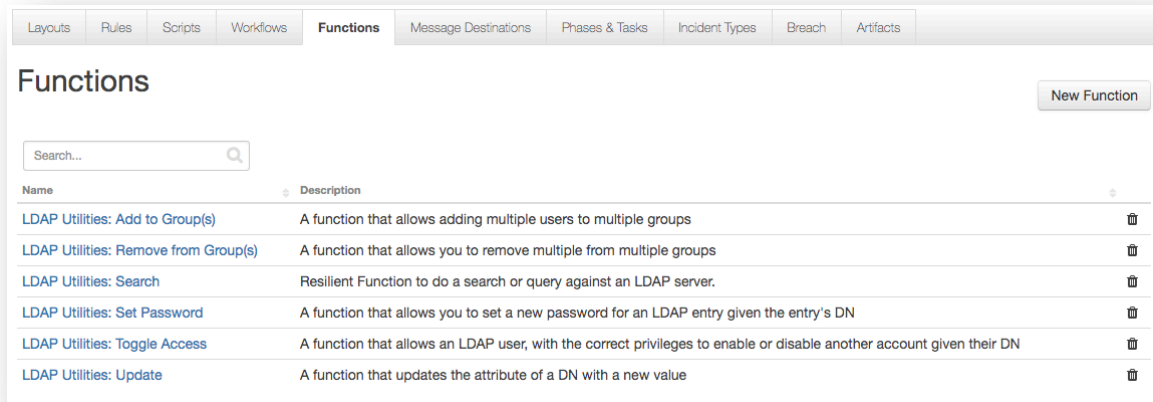 Layouts Rules Scripts Workflows Functions Message Destinations Phases & Tasks Incident Types Breach Artifacts
Functions
New Function
Search...
Name Description
LDAP Utilities: Add to Group(s) A function that allows adding multiple users to multiple groups
LDAP Utilities: Remove from Group(s) A function that allows you to remove multiple from multiple groups
LDAP Utilities: Search Resilient Function to do a search or query against an LDAP server.
LDAP Utilities: Set Password A function that allows you to set a new password for an LDAP entry given the entry's DN
LDAP Utilities: Toggle Access A function that allows an LDAP user, with the correct privileges to enable or disable another account given their DN
LDAP Utilities: Update A function that updates the attribute of a DN with a new value